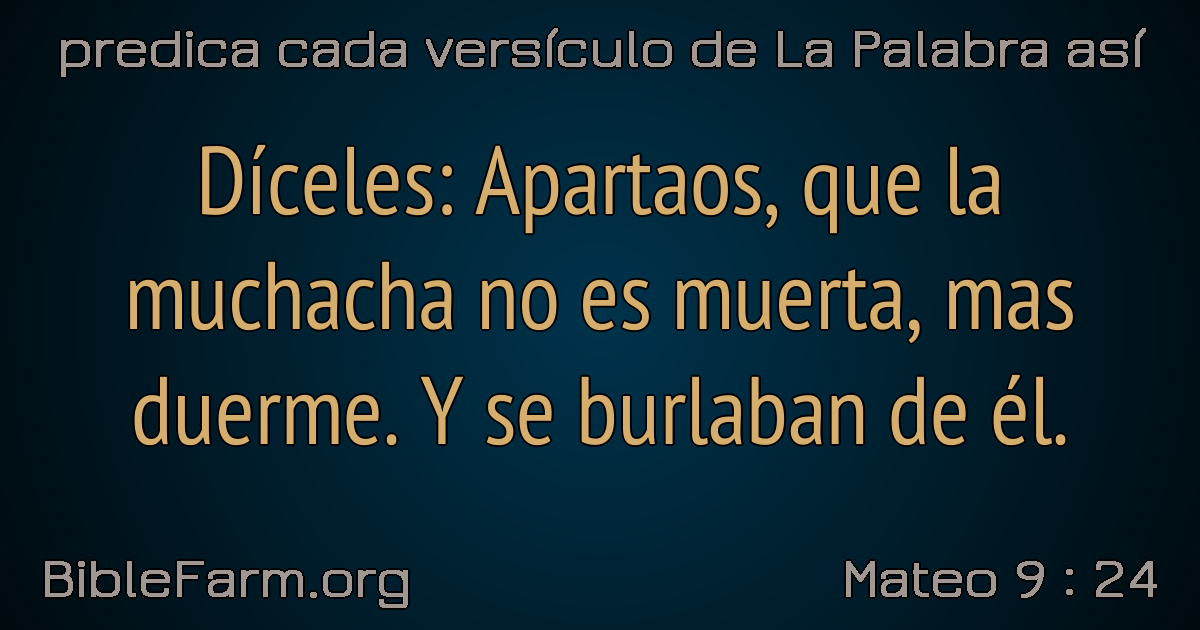 predica cada versículo de La Palabra así
Díceles: Apartaos, que la
muchacha no es muerta, mas
duerme. Y se burlaban de él.
BibleFarm.org
Mateo 9 : 24